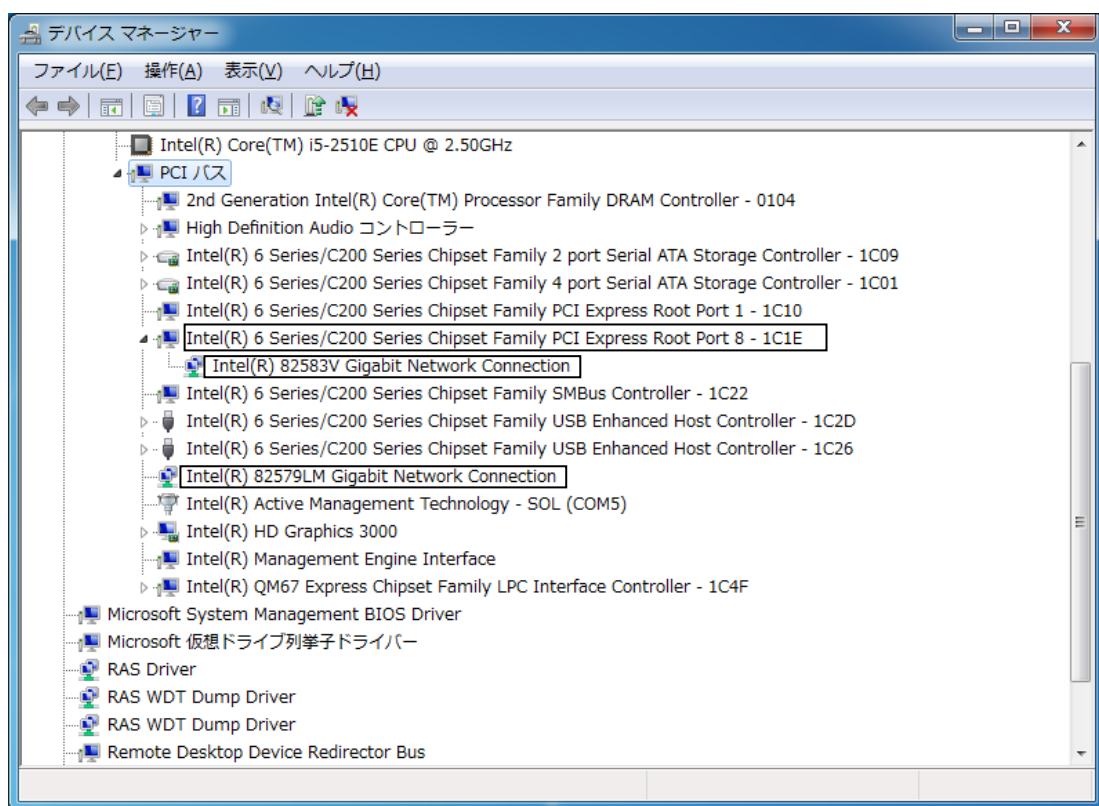 デバイス マネージャー
ファイル(F) 操作(A) 表示(V) ヘルプ(H)
Intel(R) Core(TM) i5-2510E CPU @ 2.50GHz
PCI バス
2nd Generation Intel(R) Core(TM) Processor Family DRAM Controller - 0104
High Definition Audio コントローラー
Intel(R) 6 Series/C200 Series Chipset Family 2 port Serial ATA Storage Controller - 1C09
Intel(R) 6 Series/C200 Series Chipset Family 4 port Serial ATA Storage Controller - 1C01
Intel(R) 6 Series/C200 Series Chipset Family PCI Express Root Port 1 - 1C10
Intel(R) 6 Series/C200 Series Chipset Family PCI Express Root Port 8 - 1C1E
Intel(R) 82583V Gigabit Network Connection
Intel(R) 6 Series/C200 Series Chipset Family SMBus Controller - 1C22
Intel(R) 6 Series/C200 Series Chipset Family USB Enhanced Host Controller - 1C2D
Intel(R) 6 Series/C200 Series Chipset Family USB Enhanced Host Controller - 1C26
Intel(R) 82579LM Gigabit Network Connection
Intel(R) Active Management Technology - SOL (COM5)
Intel(R) HD Graphics 3000
Intel(R) Management Engine Interface
Intel(R) QM67 Express Chipset Family LPC Interface Controller - 1C4F
Microsoft System Management BIOS Driver
Microsoft 仮想ドライブ列挙子ドライバー
RAS Driver
RAS WDT Dump Driver
RAS WDT Dump Driver
Remote Desktop Device Redirector Bus